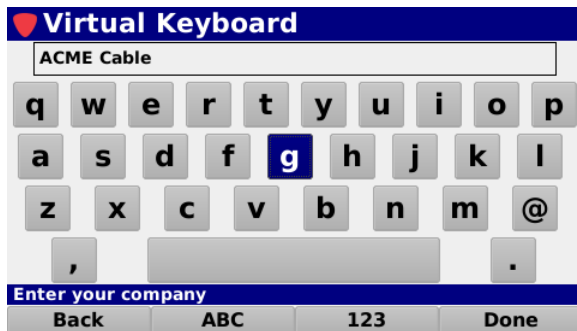 Virtual Keyboard
ACME Cable
q w e r t y u i o p
a s d f g h j k l
z x c v b n m @
, .
Enter your company
Back ABC 123 Done